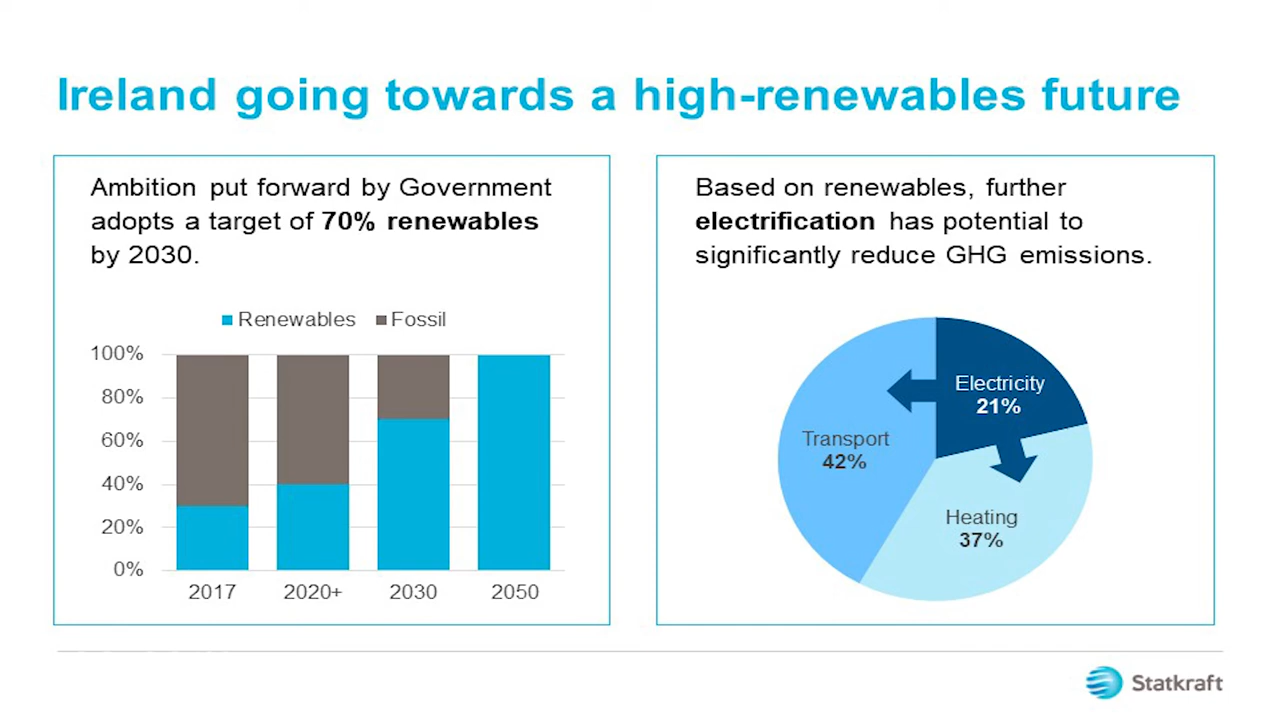 Ireland going towards a high-renewables future
Ambition put forward by Government
adopts a target of 70% renewables
by 2030.
Renewables Fossil
100%
80%
60%
40%
20%
0%
2017 2020+ 2030 2050
Based on renewables, further
electrification has potential to
significantly reduce GHG emissions.
Electricity
21%
Transport
42%
Heating
37%
Statkraft